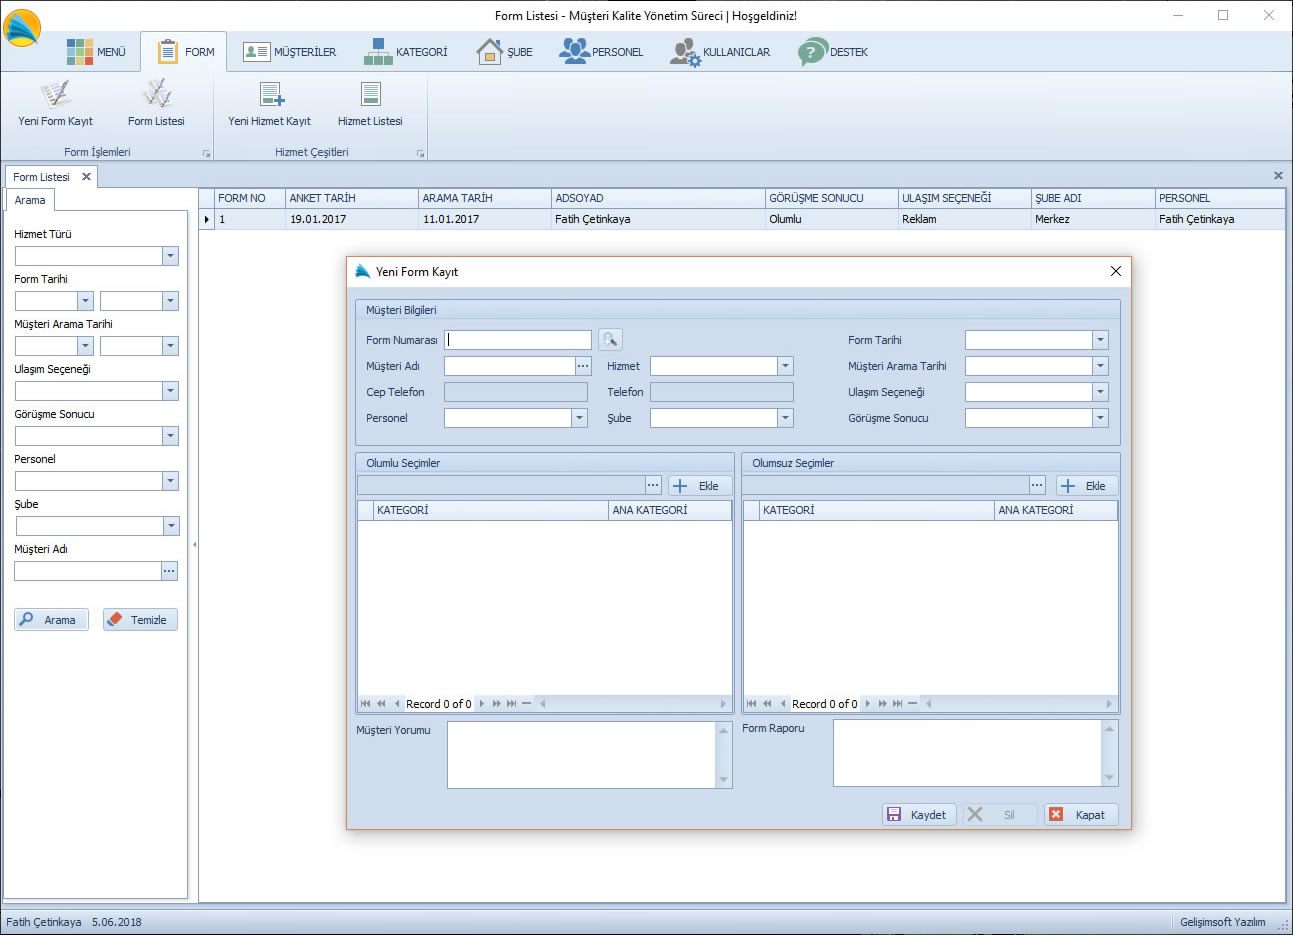 Form Listesi - Müşteri Kalite Yönetim Süreci | Hoşgeldiniz!
MENÜ FORM MÜŞTERİLER KATEGORİ ŞUBE PERSONEL KULLANICLAR DESTEK
Yeni Form Kayıt Form Listesi Yeni Hizmet Kayıt Hizmet Listesi
Form İşlemleri Hizmet Çeşitleri
Form Listesi
Arama
FORM NO ANKET TARİH ARAMA TARİH ADSOYAD GÖRÜŞME SONUCU ULAŞIM SEÇENEĞİ ŞUBE ADI PERSONEL
1 19.01.2017 11.01.2017 Fatih Çetinkaya Olumlu Reklam Merkez Fatih Çetinkaya
Hizmet Türü
Form Tarihi
Müşteri Arama Tarihi
Ulaşım Seçeneği
Görüşme Sonucu
Personel
Şube
Müşteri Adı
Arama Temizle
Yeni Form Kayıt
Müşteri Bilgileri
Form Numarası Form Tarihi
Müşteri Adı Hizmet Müşteri Arama Tarihi
Cep Telefon Telefon Ulaşım Seçeneği
Personel Şube Görüşme Sonucu
Olumlu Seçimler Olumsuz Seçimler
Ekle Ekle
KATEGORİ ANA KATEGORİ KATEGORİ ANA KATEGORİ
Record 0 of 0 Record 0 of 0
Müşteri Yorumu Form Raporu
Kaydet Sil Kapat
Fatih Çetinkaya 5.06.2018 Gelişimsoft Yazılım